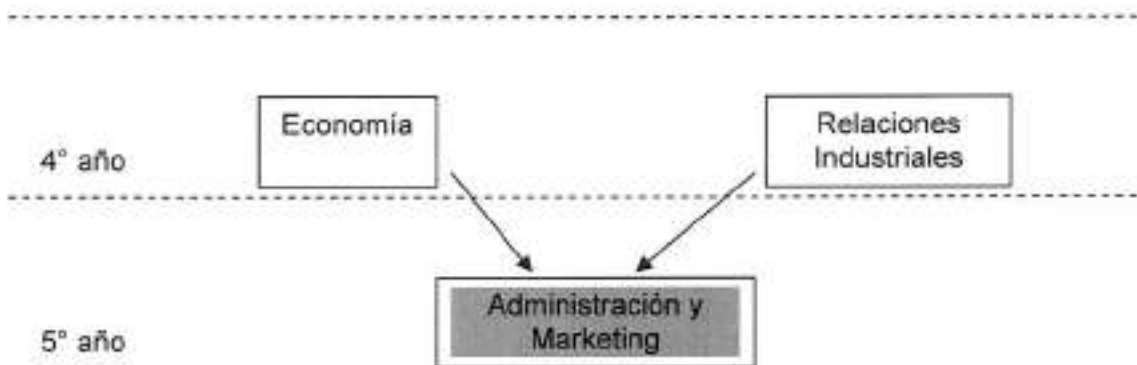 Economía
Relaciones
Industriales
4° año
Administración y
Marketing
5° año